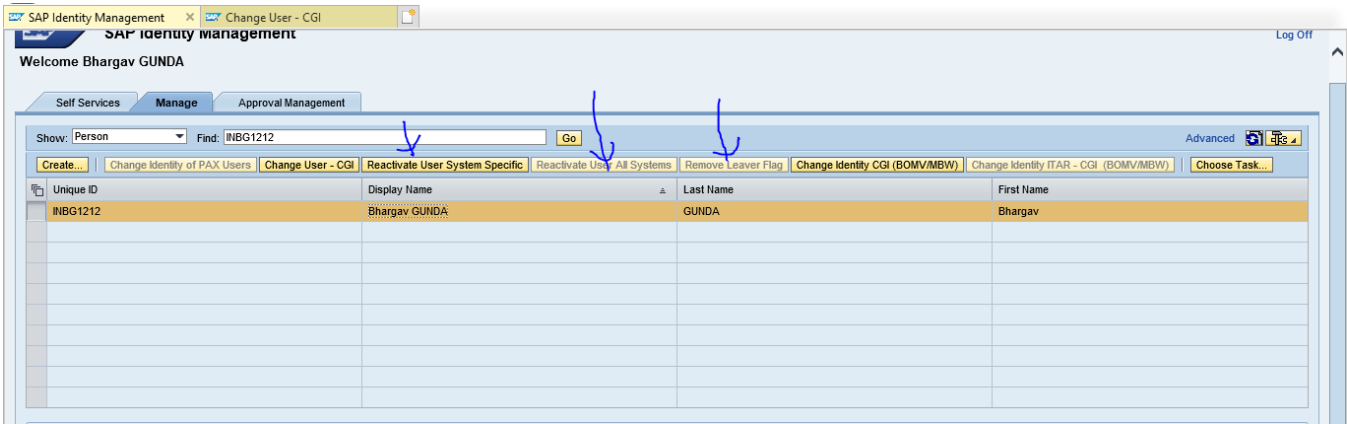 SAP Identity Management
Change User - CGI
SAP Identity Management
Log Off
Welcome Bhargav GUNDA
Self Services
Manage
Approval Management
Show: Person
Find: INBG1212
Go
Advanced
Create... Change Identity of PAX Users Change User - CGI Reactivate User System Specific Reactivate User All Systems Remove Leaver Flag Change Identity CGI (BOMV/MBW) Change Identity ITAR - CGI (BOMV/MBW) Choose Task...
Unique ID Display Name Last Name First Name
INBG1212 Bhargav GUNDA GUNDA Bhargav